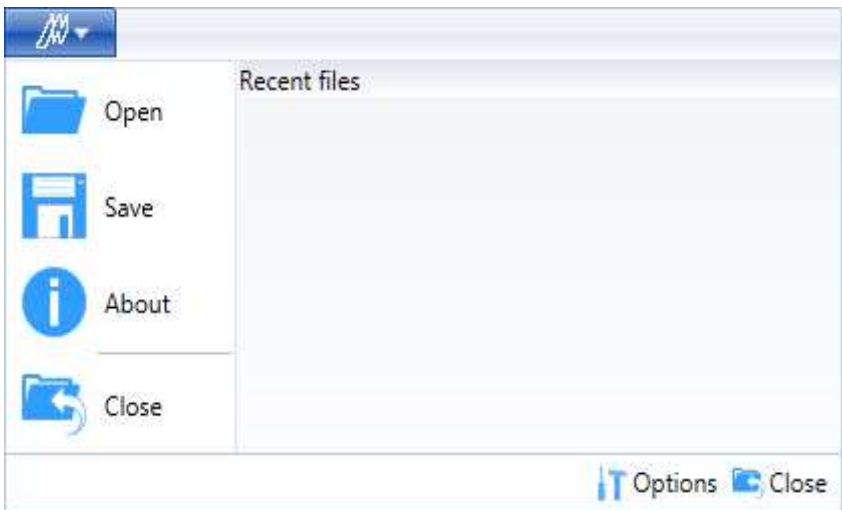 Recent files
Open
Save
About
Close
Options Close